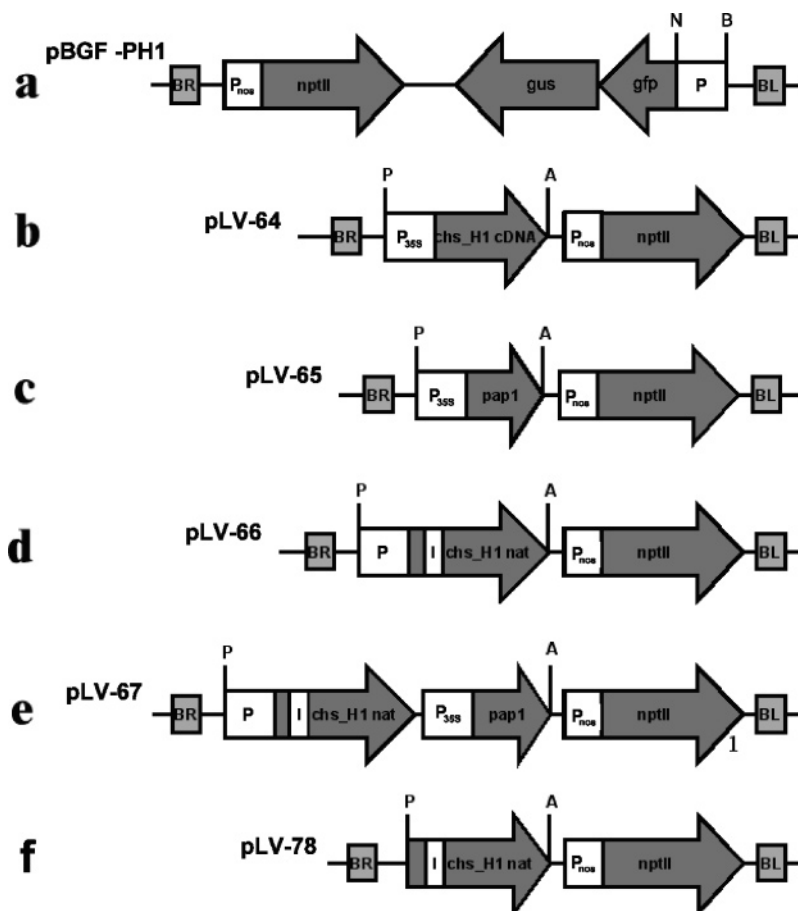 N B
pBGF -PH1
a BR Pnos nptII gus gfp P BL
P A
pLV-64
b BR P35S chs_H1 cDNA Pnos nptII BL
P A
pLV-65
c BR P35S pap1 Pnos nptII BL
P A
pLV-66
d BR P I chs_H1 nat Pnos nptII BL
P A
pLV-67
e BR P I chs_H1 nat P35S pap1 Pnos nptII BL
1
P A
pLV-78
f BR I chs_H1 nat Pnos nptII BL